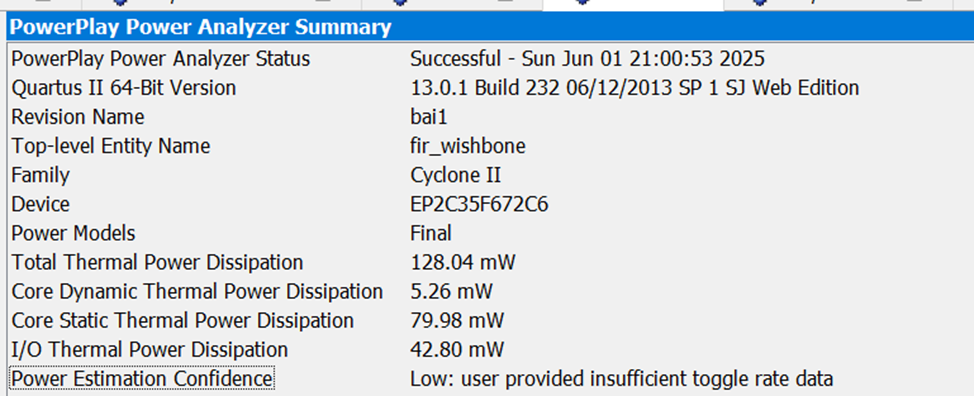 PowerPlay Power Analyzer Summary
PowerPlay Power Analyzer Status Successful - Sun Jun 01 21:00:53 2025
Quartus II 64-Bit Version 13.0.1 Build 232 06/12/2013 SP 1 SJ Web Edition
Revision Name bai1
Top-level Entity Name fir_wishbone
Family Cyclone II
Device EP2C35F672C6
Power Models Final
Total Thermal Power Dissipation 128.04 mW
Core Dynamic Thermal Power Dissipation 5.26 mW
Core Static Thermal Power Dissipation 79.98 mW
I/O Thermal Power Dissipation 42.80 mW
Power Estimation Confidence Low: user provided insufficient toggle rate data